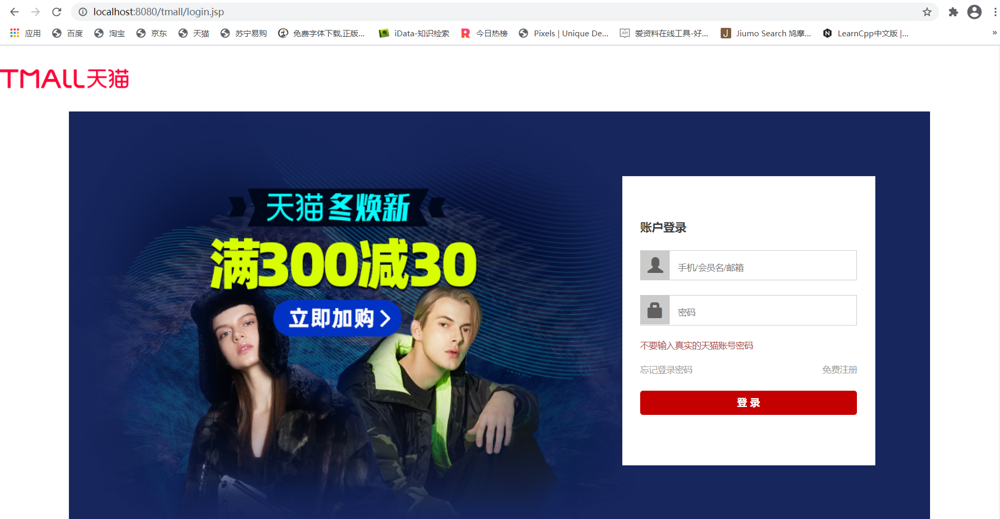 localhost:8080/tmall/login.jsp
应用 百度 淘宝 京东 天猫 苏宁易购 免费字体下载,正版... iData-知识检索 今日热榜 Pixels | Unique De... 爱资料在线工具-好... Jiumo Search 鸠摩... LearnCpp中文版 |... »
TMALL天猫
天猫冬焕新
满300减30
立即加购 >
账户登录
手机/会员名/邮箱
密码
不要输入真实的天猫账号密码
忘记登录密码 免费注册
登 录